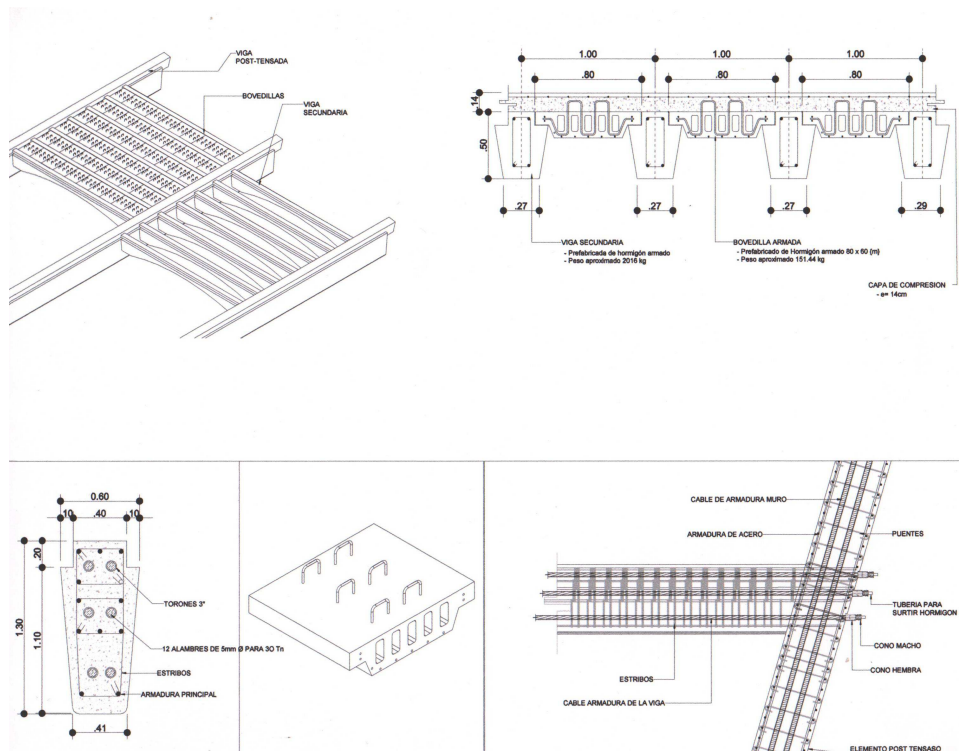 VIGA
POST-TENSADA
BOVEDILLAS
VIGA
SECUNDARIA
1.00
1.00
1.00
.80
.80
.80
.14
.50
.27
.27
.27
.29
VIGA SECUNDARIA
- Prefabricada de hormigón armado
- Peso aproximado 2016 kg
BOVEDILLA ARMADA
- Prefabricado de Hormigón armado 80 x 60 (m)
- Peso aproximado 151.44 kg
CAPA DE COMPRESION
- e= 14cm
0.60
.10
.40
.10
.20
1.30
1.10
TORONES 3"
12 ALAMBRES DE 5mm Ø PARA 3O Tn
ESTRIBOS
ARMADURA PRINCIPAL
.41
CABLE DE ARMADURA MURO
ARMADURA DE ACERO
PUENTES
TUBERIA PARA
SURTIR HORMIGON
CONO MACHO
CONO HEMBRA
ESTRIBOS
CABLE ARMADURA DE LA VIGA
ELEMENTO POST TENSASO